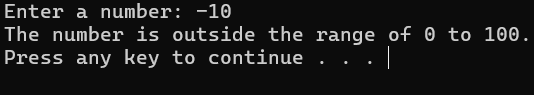 Enter a number: -10
The number is outside the range of 0 to 100.
Press any key to continue . . .